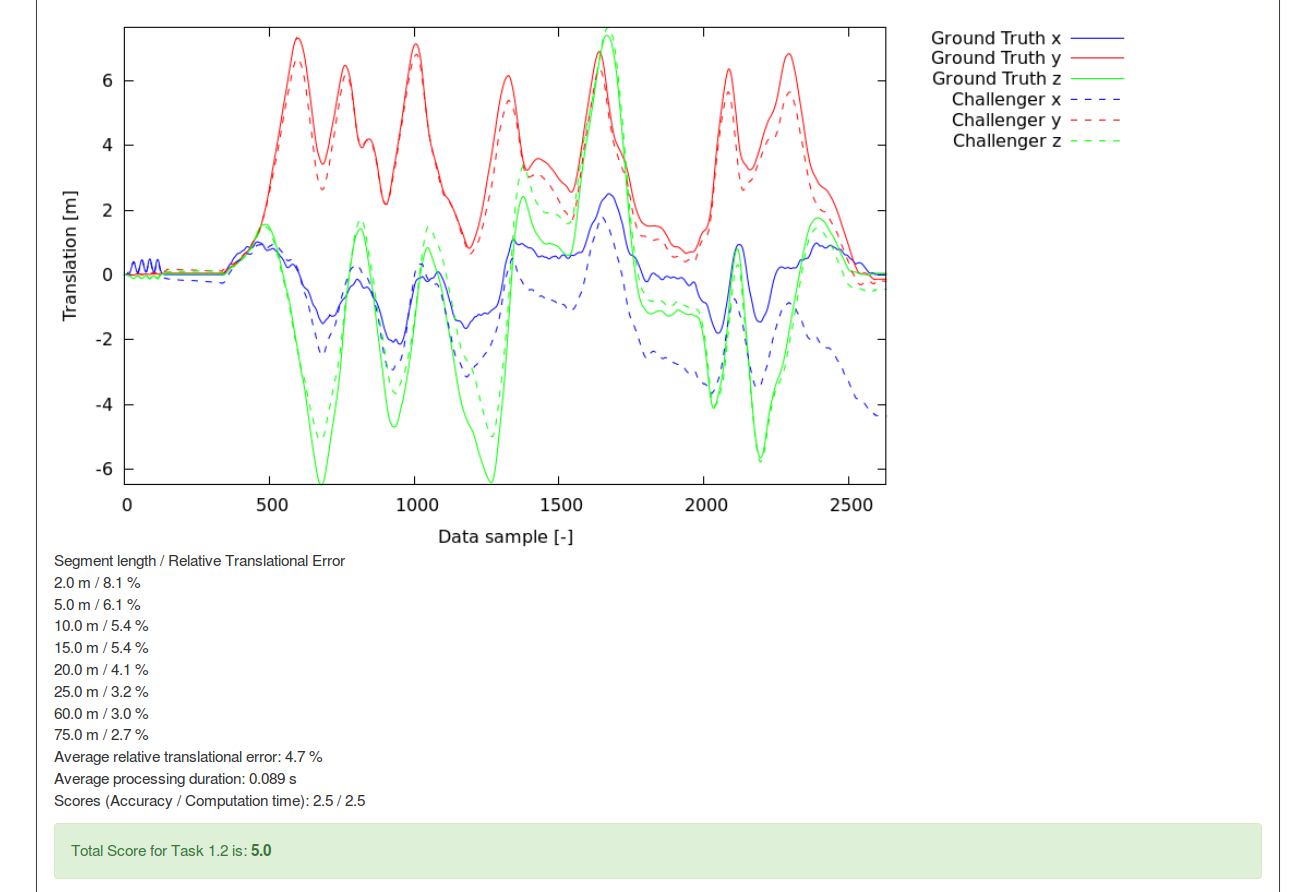 Ground Truth x
Ground Truth y
Ground Truth z
Challenger x
Challenger y
Challenger z
Translation [m]
6
4
2
0
-2
-4
-6
0 500 1000 1500 2000 2500
Data sample [-]
Segment length / Relative Translational Error
2.0 m / 8.1 %
5.0 m / 6.1 %
10.0 m / 5.4 %
15.0 m / 5.4 %
20.0 m / 4.1 %
25.0 m / 3.2 %
60.0 m / 3.0 %
75.0 m / 2.7 %
Average relative translational error: 4.7 %
Average processing duration: 0.089 s
Scores (Accuracy / Computation time): 2.5 / 2.5
Total Score for Task 1.2 is: 5.0